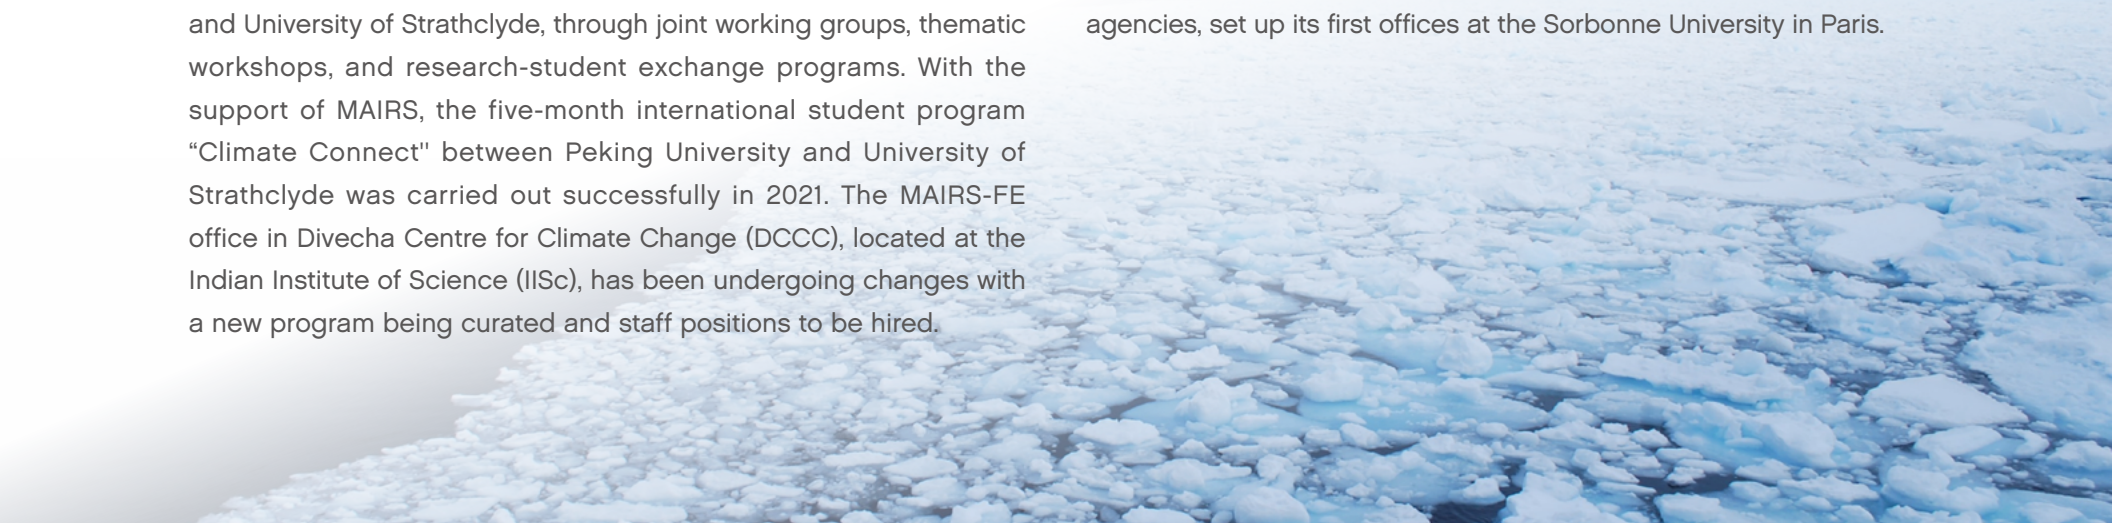 and University of Strathclyde, through joint working groups, thematic
workshops, and research-student exchange programs. With the
support of MAIRS, the five-month international student program
“Climate Connect" between Peking University and University of
Strathclyde was carried out successfully in 2021. The MAIRS-FE
office in Divecha Centre for Climate Change (DCCC), located at the
Indian Institute of Science (IISc), has been undergoing changes with
a new program being curated and staff positions to be hired.
agencies, set up its first offices at the Sorbonne University in Paris.